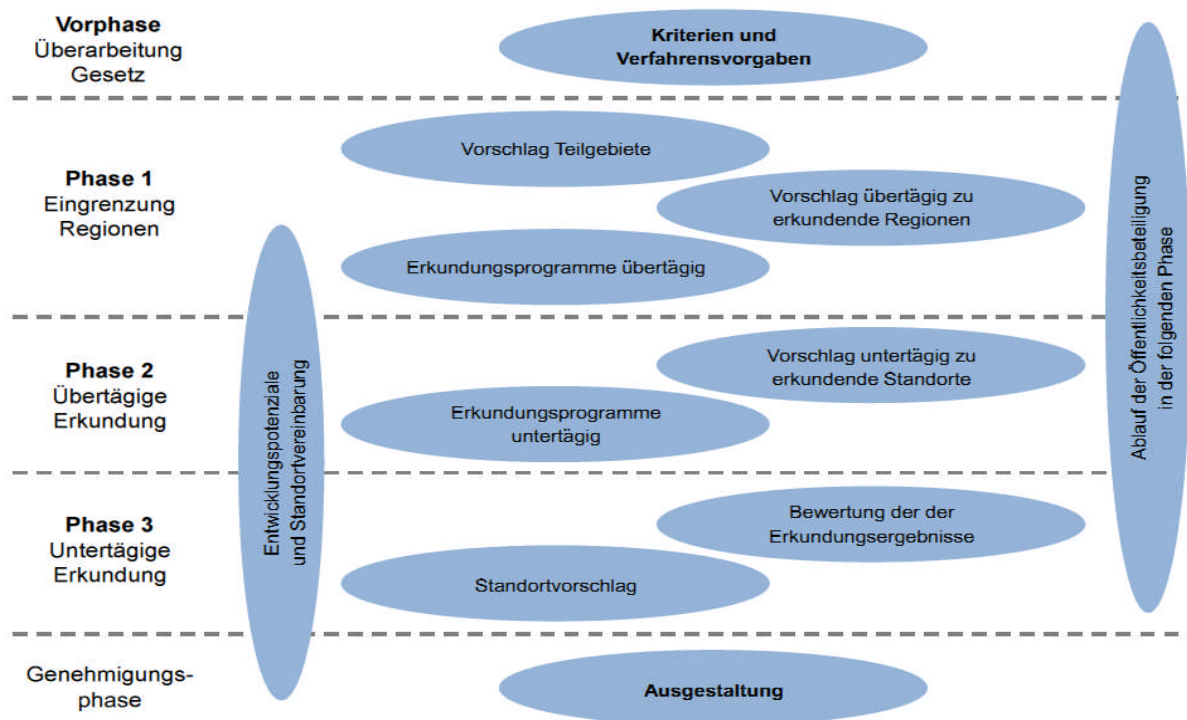 Vorphase
Überarbeitung
Gesetz
Kriterien und
Verfahrensvorgaben
Phase 1
Eingrenzung
Regionen
Vorschlag Teilgebiete
Vorschlag übertägig zu
erkundende Regionen
Erkundungsprogramme übertägig
Phase 2
Übertägige
Erkundung
Vorschlag untertägig zu
erkundende Standorte
Erkundungsprogramme
untertägig
Phase 3
Untertägige
Erkundung
Bewertung der der
Erkundungsergebnisse
Standortvorschlag
Genehmigungs-
phase
Ausgestaltung
Entwicklungspotenziale
und Standortvereinbarung
Ablauf der Öffentlichkeitsbeteiligung
in der folgenden Phase